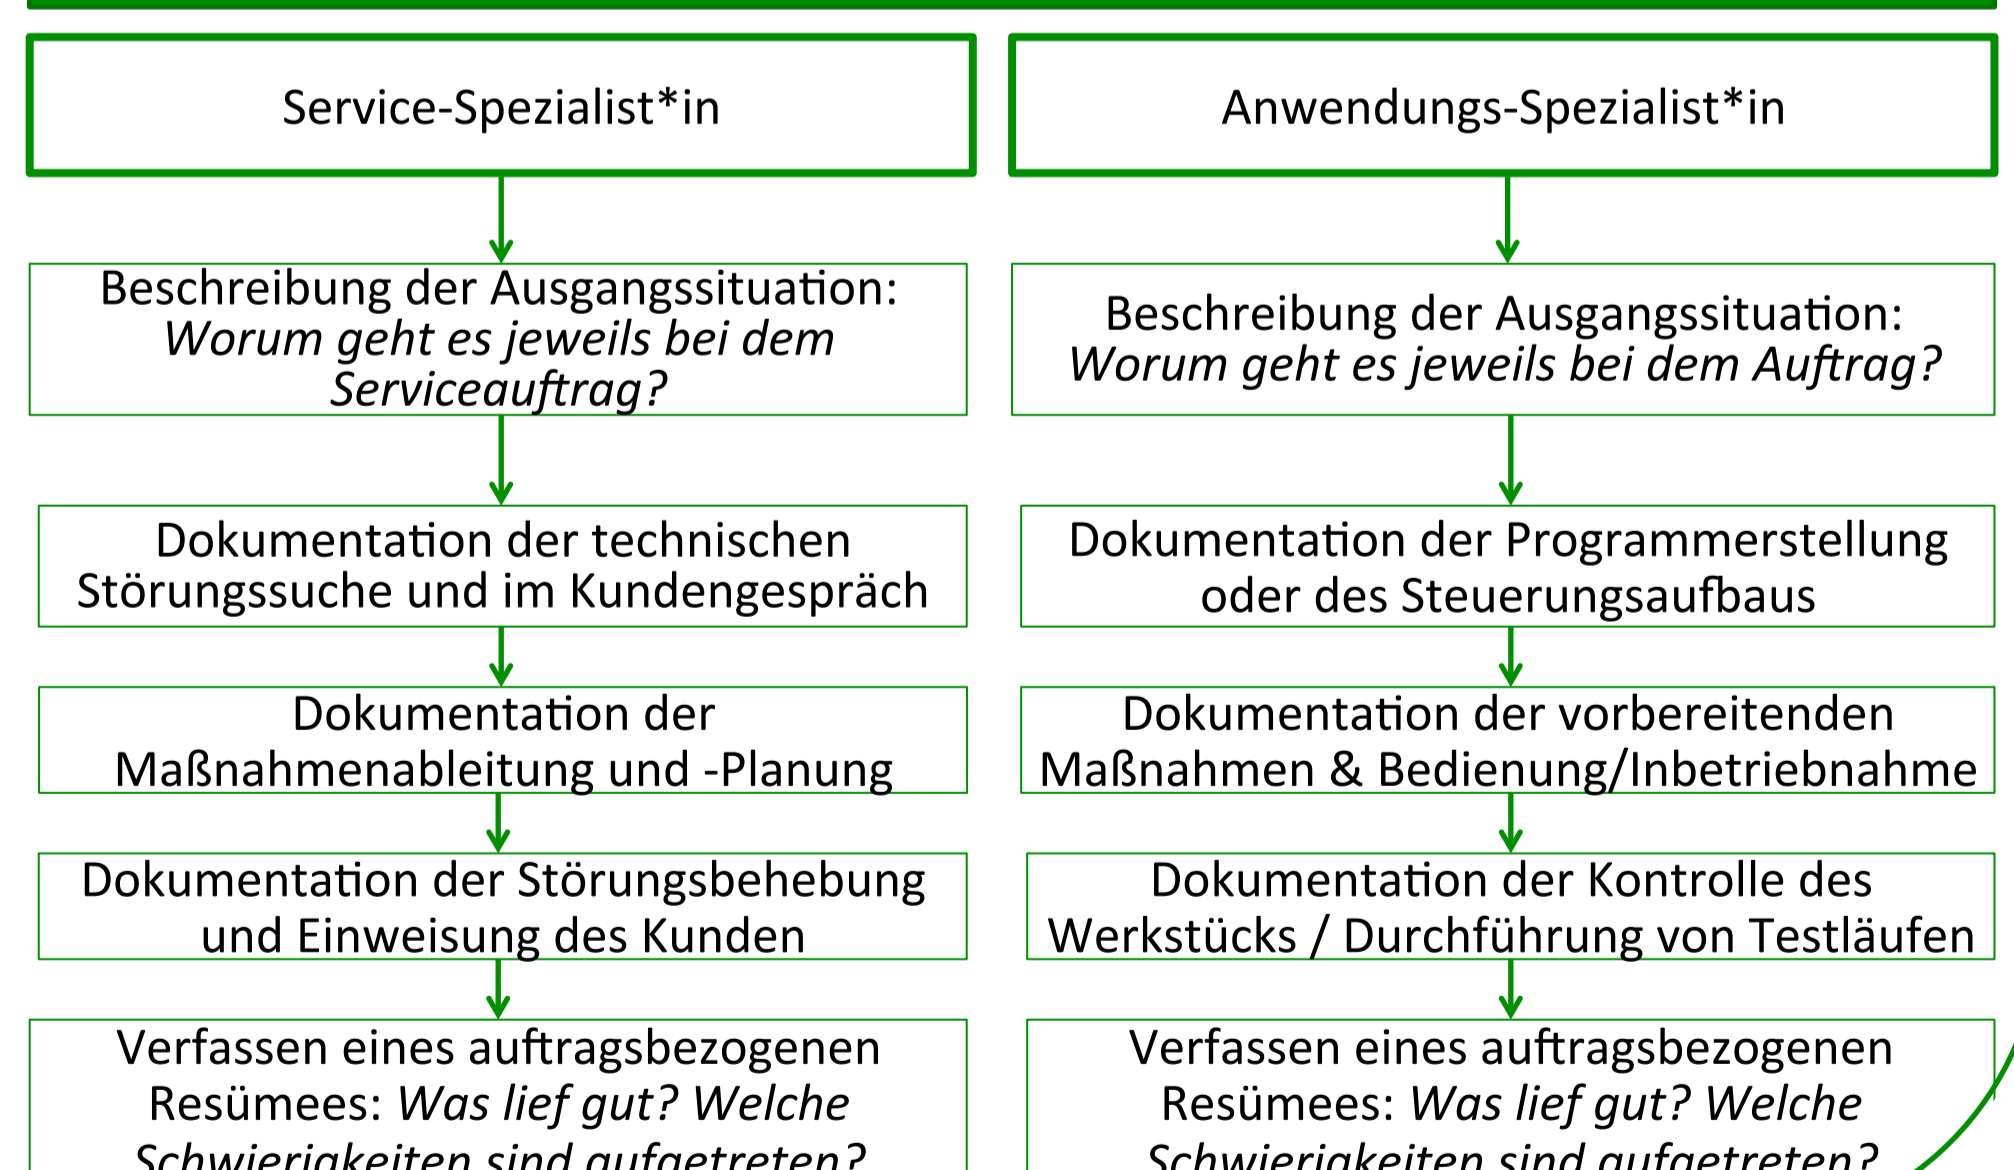 Service-Spezialist*in
Beschreibung der Ausgangssituation:
Worum geht es jeweils bei dem
Serviceauftrag?
Dokumentation der technischen
Störungssuche und im Kundengespräch
Dokumentation der
Maßnahmenableitung und -Planung
Dokumentation der Störungsbehebung
und Einweisung des Kunden
Verfassen eines auftragsbezogenen
Resümees: Was lief gut? Welche
Schwierigkeiten sind aufgetreten?
Anwendungs-Spezialist*in
Beschreibung der Ausgangssituation:
Worum geht es jeweils bei dem Auftrag?
Dokumentation der Programmerstellung
oder des Steuerungsaufbaus
Dokumentation der vorbereitenden
Maßnahmen & Bedienung/Inbetriebnahme
Dokumentation der Kontrolle des
Werkstücks / Durchführung von Testläufen
Verfassen eines auftragsbezogenen
Resümees: Was lief gut? Welche
Schwierigkeiten sind aufgetreten?